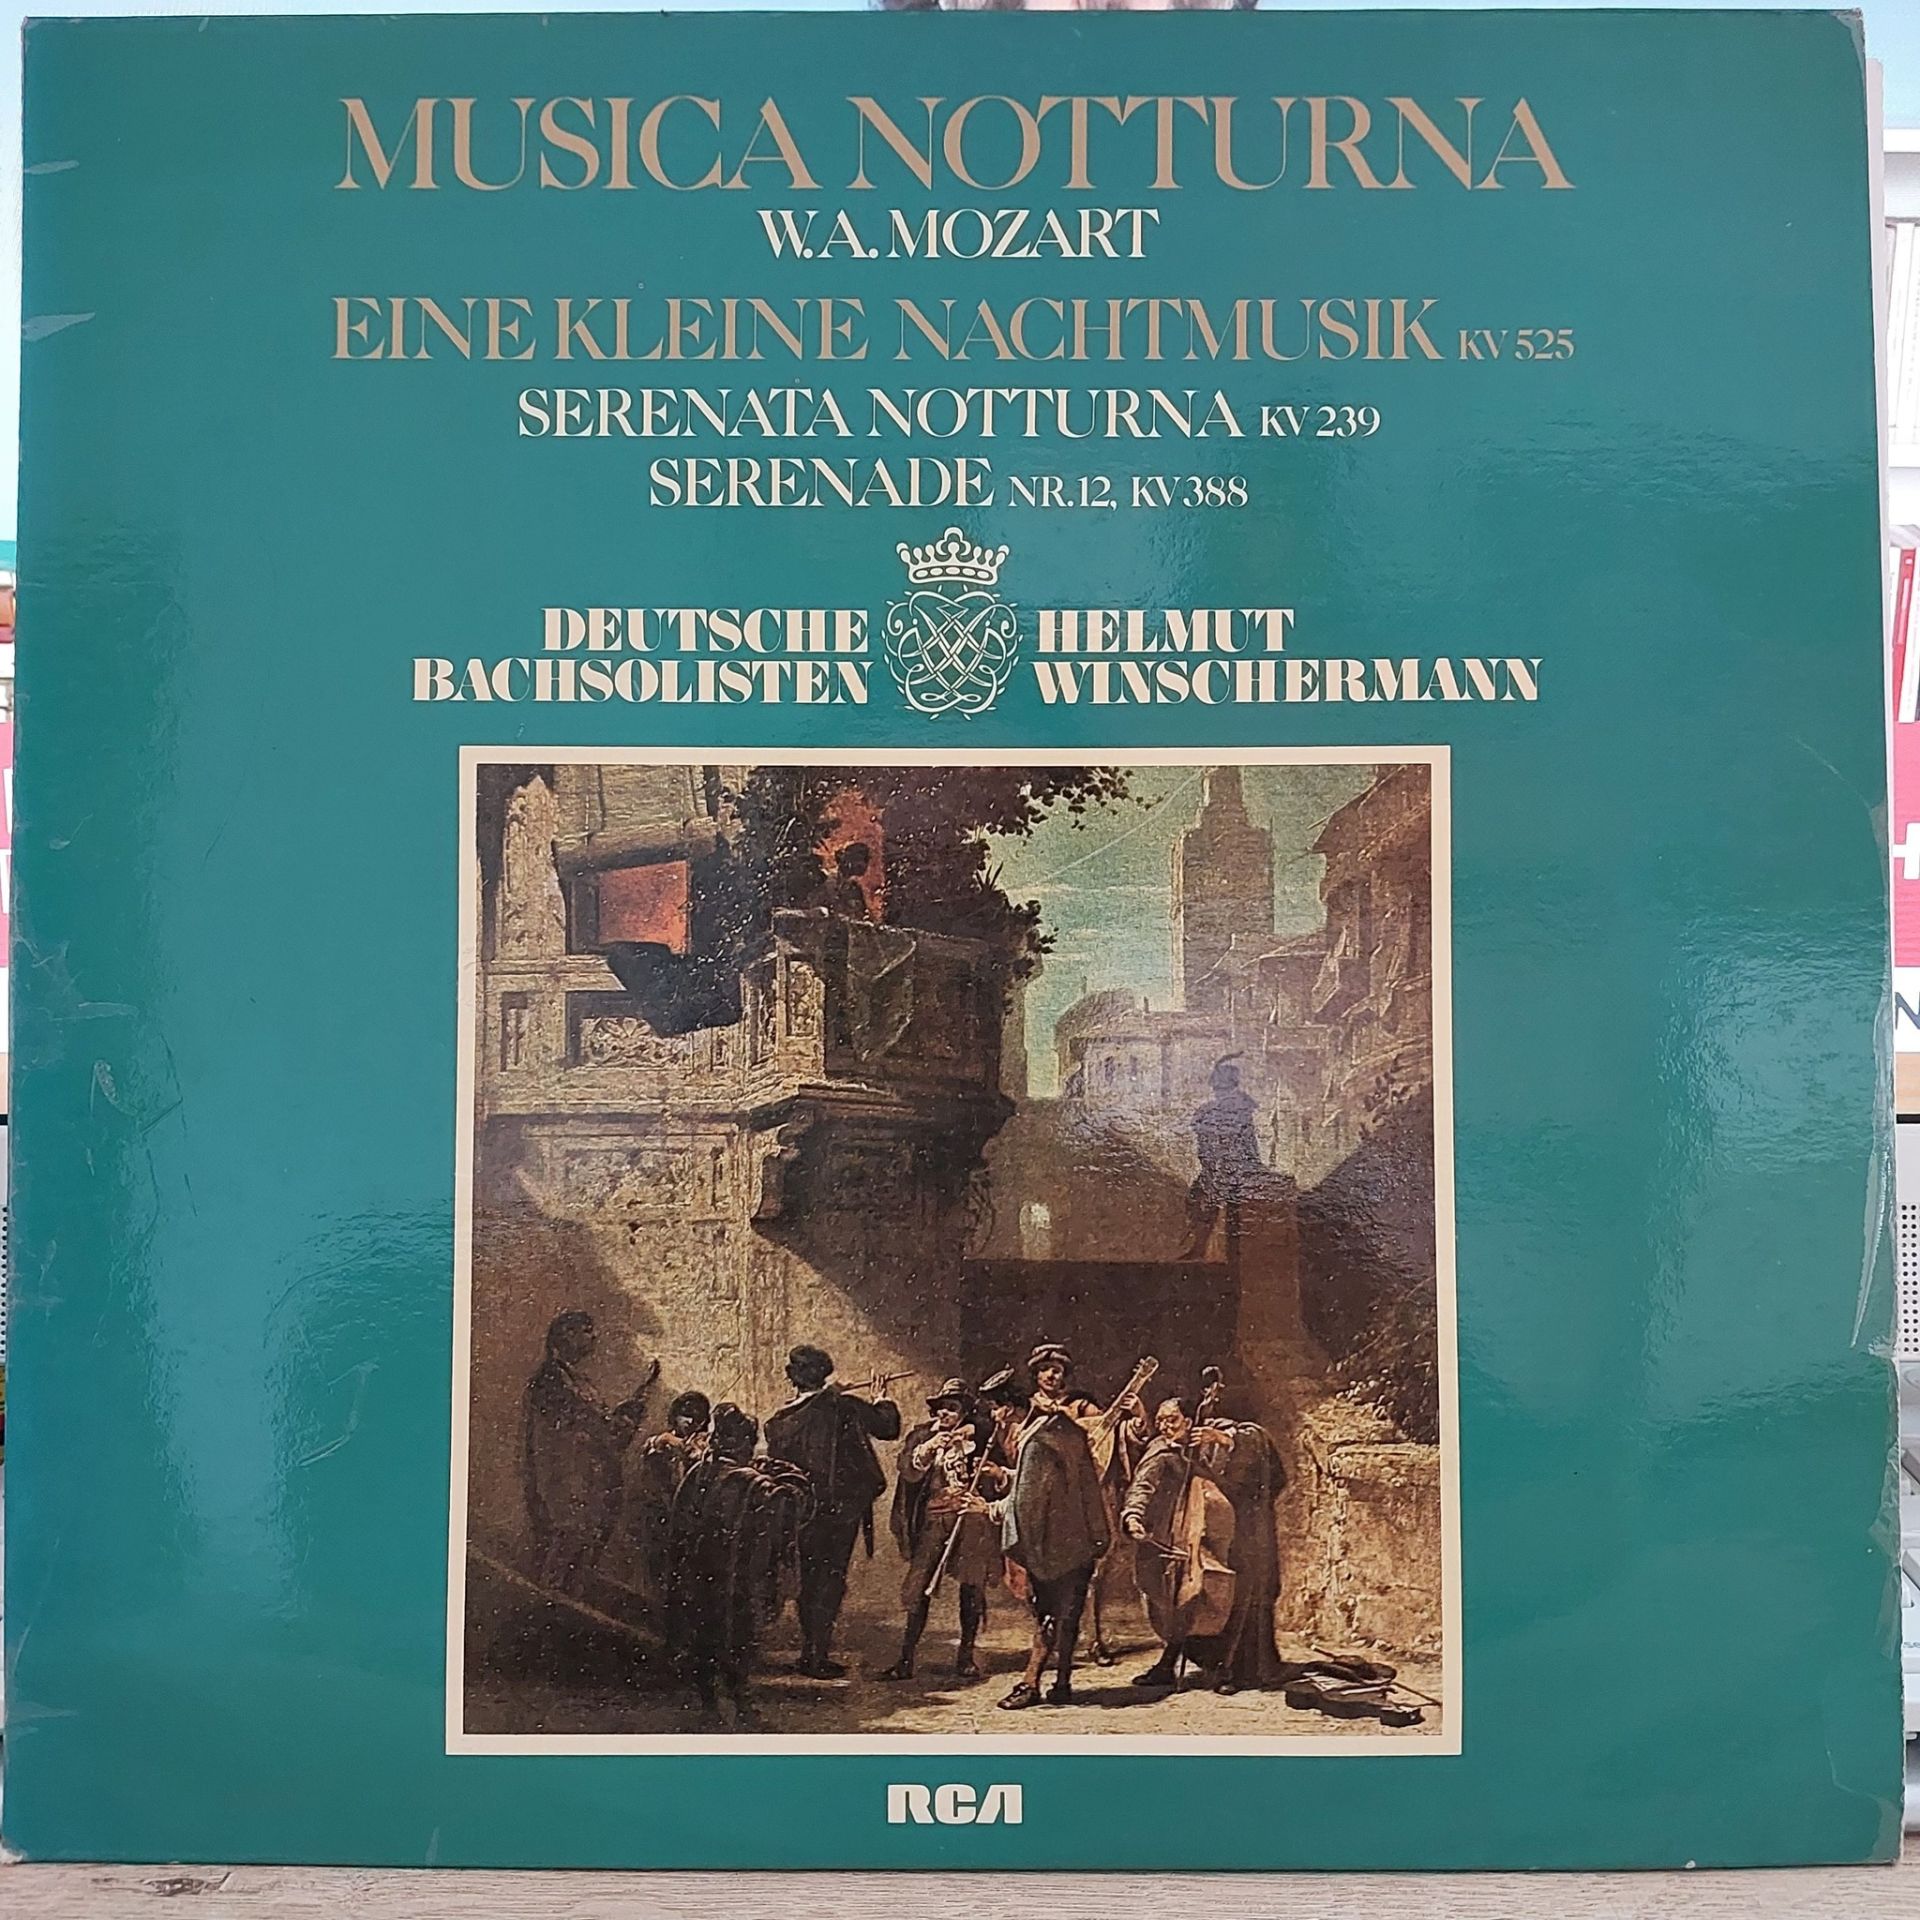 MUSICA NOTTURNA
W.A. MOZART
EINE KLEINE NACHTMUSIK KV 525
SERENATA NOTTURNA KV 239
SERENADE NR. 12, KV 388
DEUTSCHE BACHSOLISTEN
HELMUT WINSCHERMANN
RCA